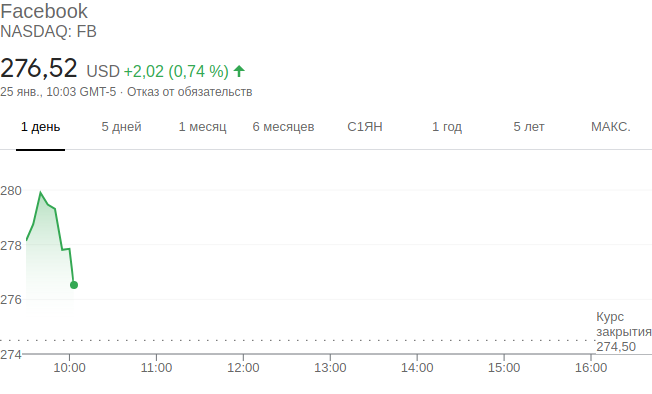 Facebook
NASDAQ: FB
276,52 USD +2,02 (0,74 %)
25 янв., 10:03 GMT-5 · Отказ от обязательств
1 день 5 дней 1 месяц 6 месяцев С1ЯН 1 год 5 лет МАКС.
280
278
276
Курс
закрытия
274,50
274
10:00 11:00 12:00 13:00 14:00 15:00 16:00